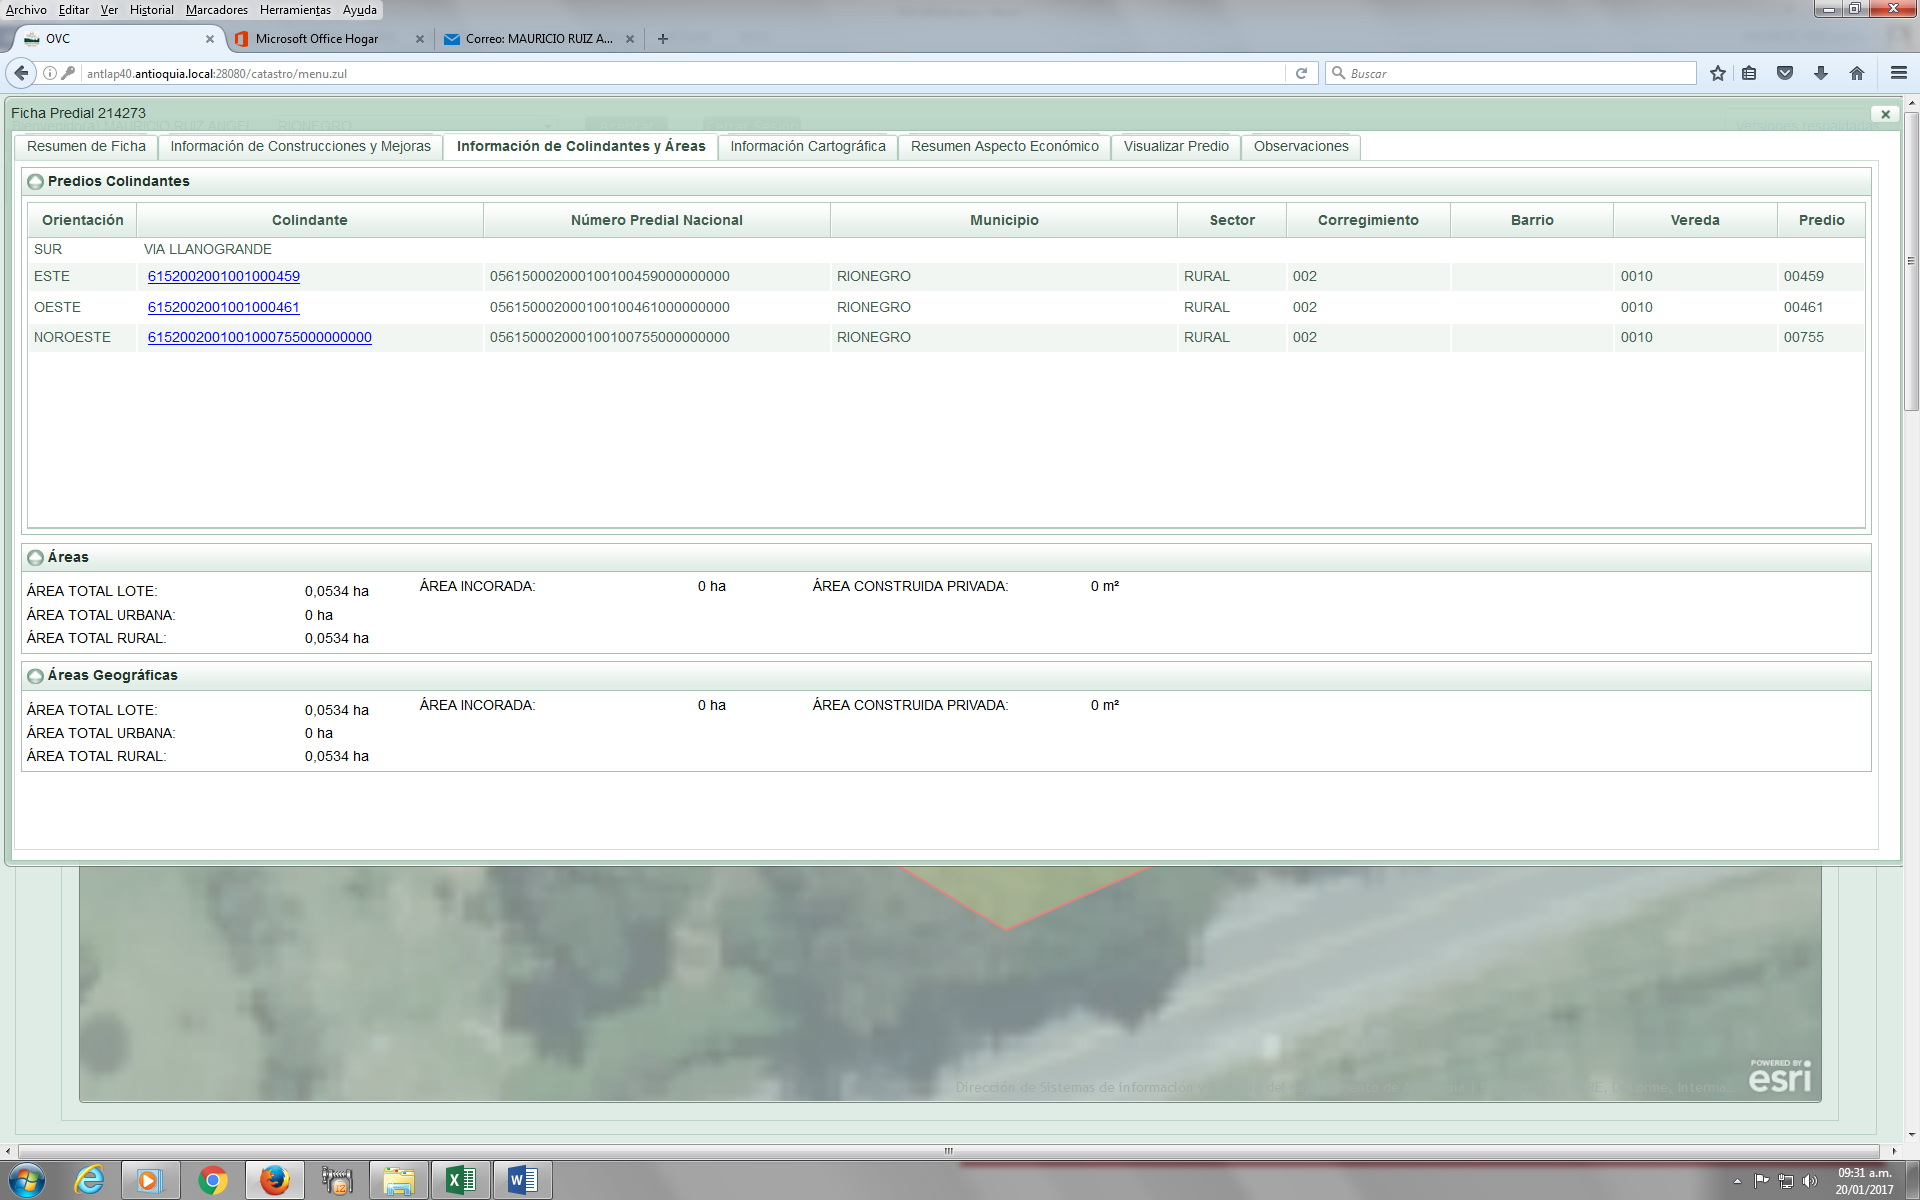 Archivo Editar Ver Historial Marcadores Herramientas Ayuda
OVC Microsoft Office Hogar Correo: MAURICIO RUIZ A...
antlap40.antioquia.local:28080/catastro/menu.zul Buscar
Ficha Predial 214273
Resumen de Ficha Información de Construcciones y Mejoras Información de Colindantes y Áreas Información Cartográfica Resumen Aspecto Económico Visualizar Predio Observaciones
Predios Colindantes
Orientación Colindante Número Predial Nacional Municipio Sector Corregimiento Barrio Vereda Predio
SUR VIA LLANOGRANDE
ESTE 6152002001001000459 056150002000100100459000000000 RIONEGRO RURAL 002 0010 00459
OESTE 6152002001001000461 056150002000100100461000000000 RIONEGRO RURAL 002 0010 00461
NOROESTE 6152002001001000755000000000 056150002000100100755000000000 RIONEGRO RURAL 002 0010 00755
Áreas
ÁREA TOTAL LOTE: 0,0534 ha ÁREA INCORADA: 0 ha ÁREA CONSTRUIDA PRIVADA: 0 m²
ÁREA TOTAL URBANA: 0 ha
ÁREA TOTAL RURAL: 0,0534 ha
Áreas Geográficas
ÁREA TOTAL LOTE: 0,0534 ha ÁREA INCORADA: 0 ha ÁREA CONSTRUIDA PRIVADA: 0 m²
ÁREA TOTAL URBANA: 0 ha
ÁREA TOTAL RURAL: 0,0534 ha
POWERED BY
esri
Dirección de Sistemas de información
09:31 a.m.
20/01/2017